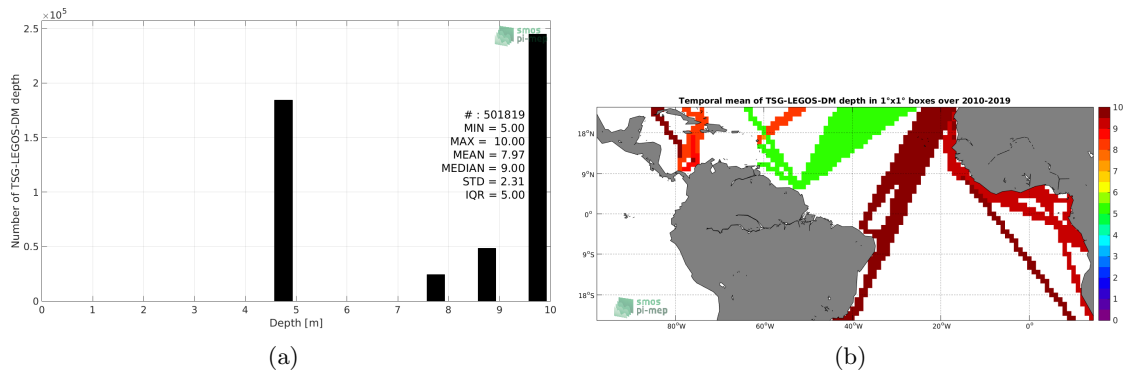 ×10⁵
2.5
2
1.5
1
0.5
0
Number of TSG-LEGOS-DM depth
smos
pi-mep
# : 501819
MIN = 5.00
MAX = 10.00
MEAN = 7.97
MEDIAN = 9.00
STD = 2.31
IQR = 5.00
0 1 2 3 4 5 6 7 8 9 10
Depth [m]
(a)
Temporal mean of TSG-LEGOS-DM depth in 1°x1° boxes over 2010-2019
18°N
9°N
0°
9°S
18°S
smos
pi-mep
80°W 60°W 40°W 20°W 0°
10
9
8
7
6
5
4
3
2
1
0
(b)